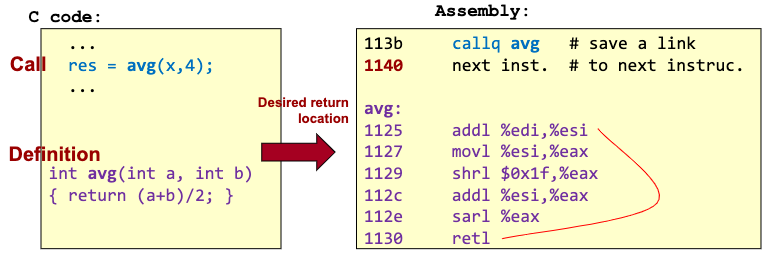 C code:
...
Call res = avg(x,4);
...
Definition
int avg(int a, int b)
{ return (a+b)/2; }
Desired return
location
Assembly:
113b callq avg # save a link
1140 next inst. # to next instruc.
avg:
1125 addl %edi,%esi
1127 movl %esi,%eax
1129 shrl $0x1f,%eax
112c addl %esi,%eax
112e sarl %eax
1130 retl